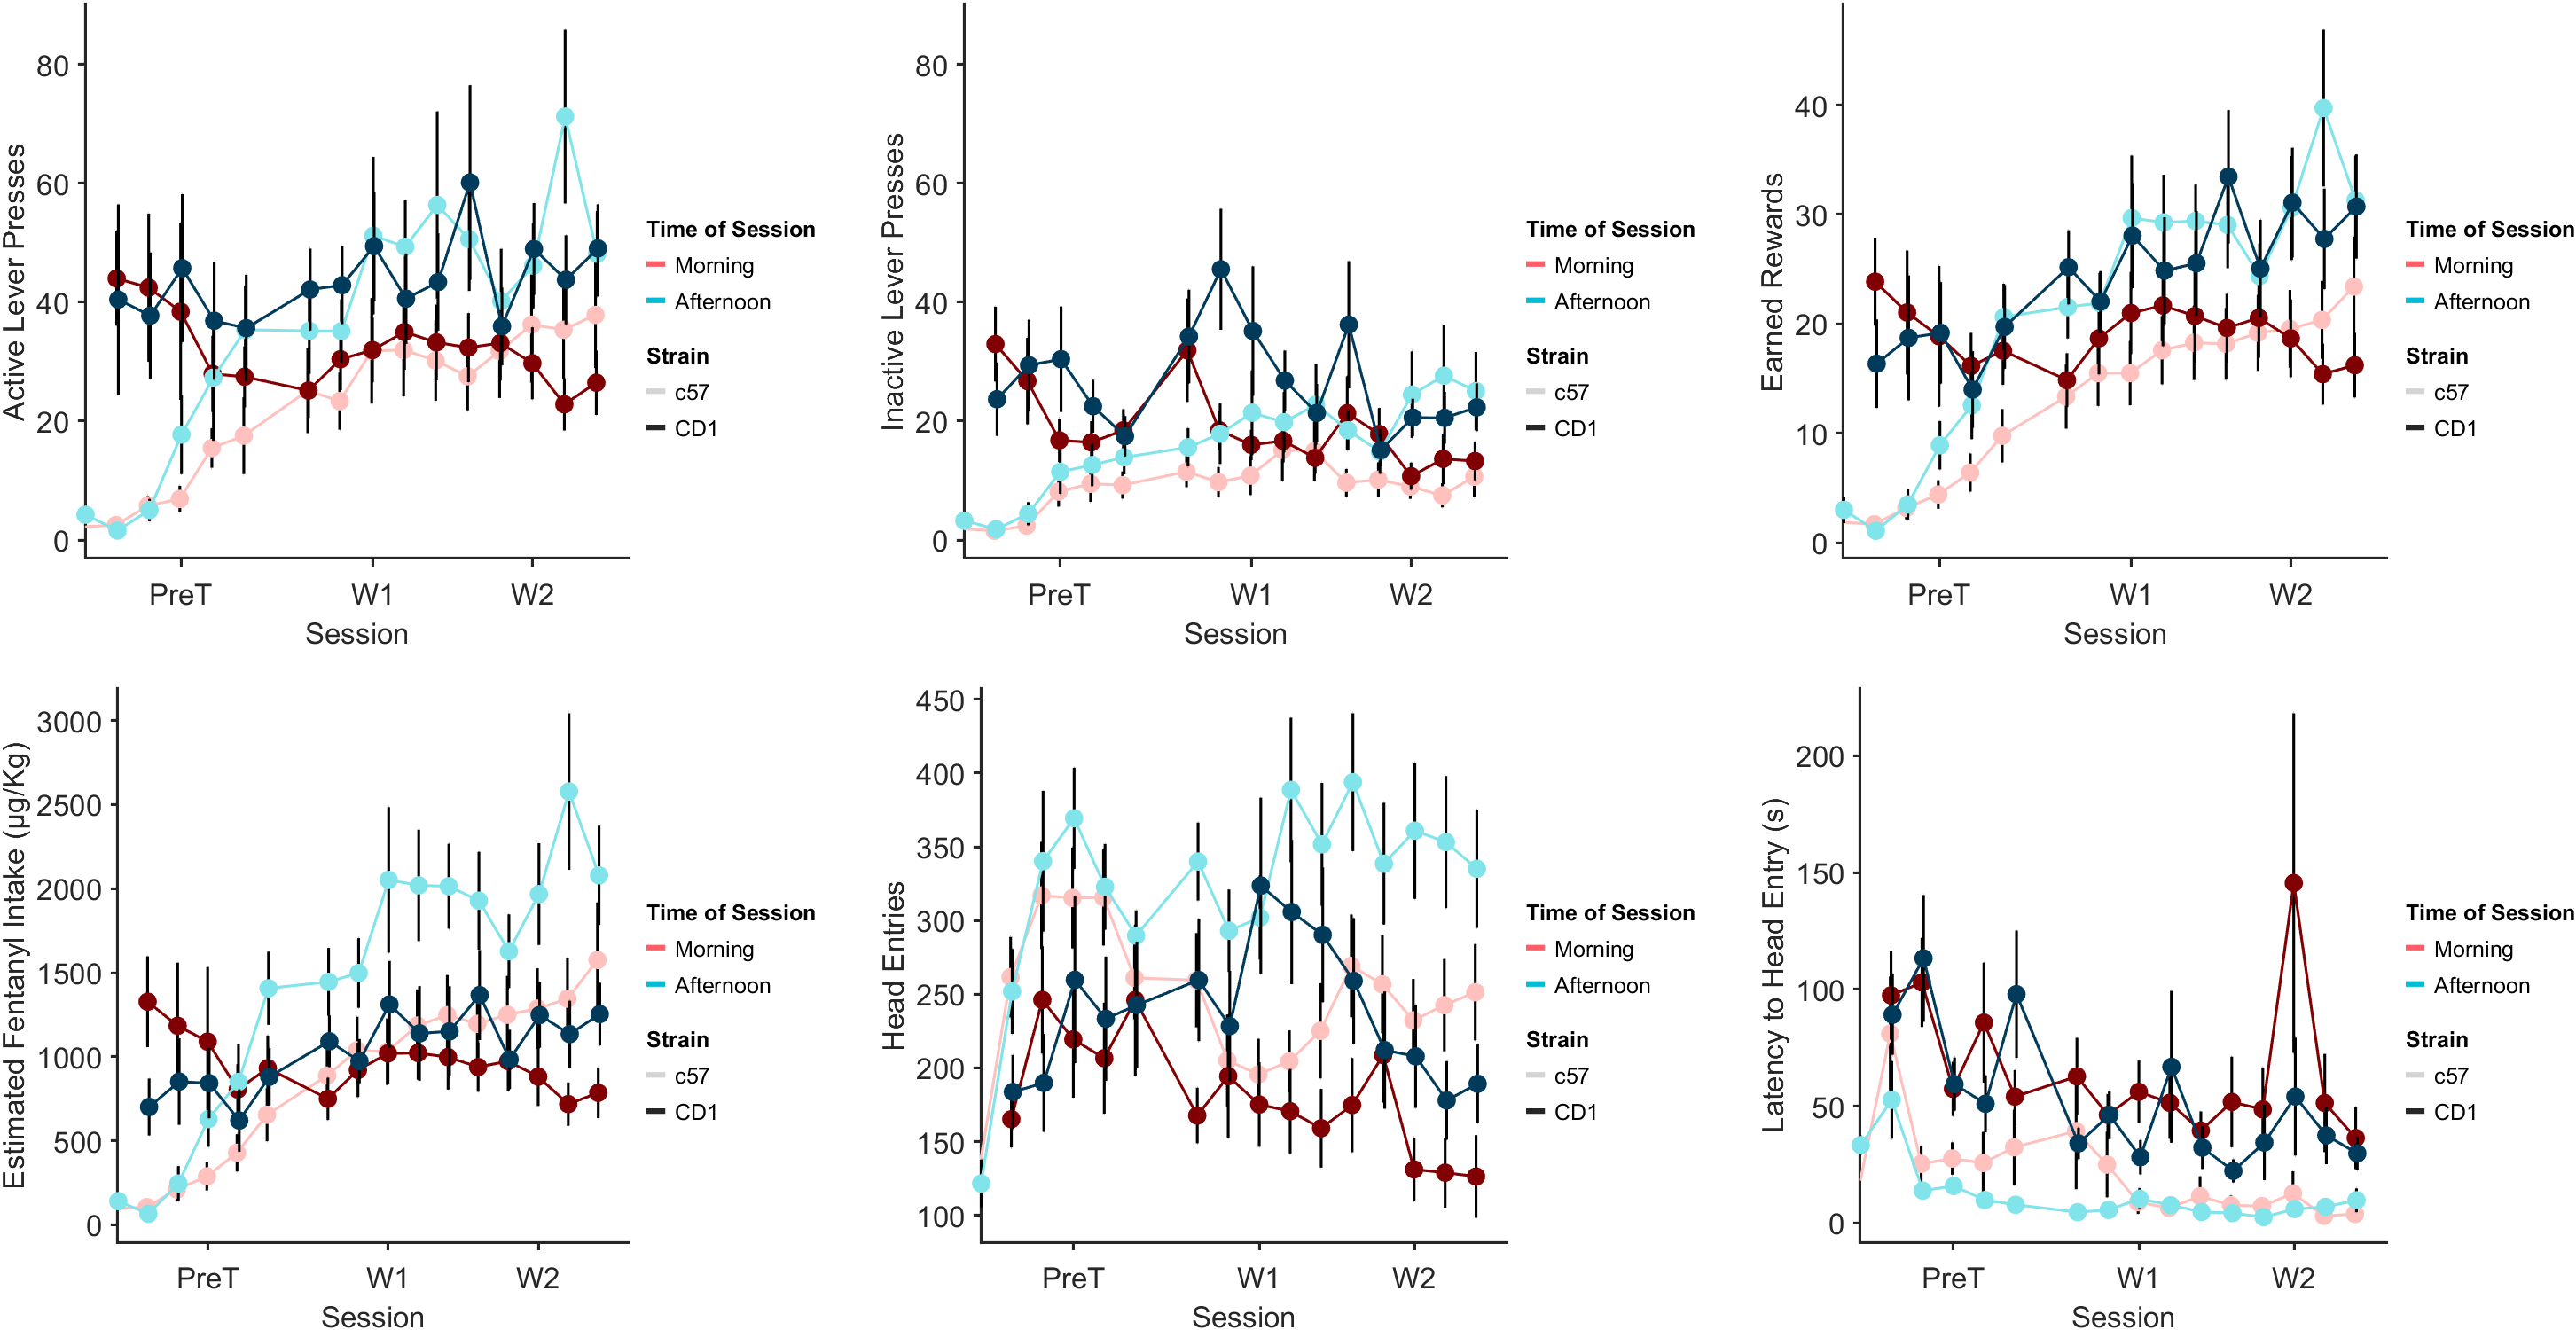 Active Lever Presses
80
60
40
20
0
PreT
W1
W2
Session
Time of Session
Morning
Afternoon
Strain
c57
CD1
Inactive Lever Presses
80
60
40
20
0
PreT
W1
W2
Session
Time of Session
Morning
Afternoon
Strain
c57
CD1
Earned Rewards
40
30
20
10
0
PreT
W1
W2
Session
Time of Session
Morning
Afternoon
Strain
c57
CD1
Estimated Fentanyl Intake (μg/Kg)
3000
2500
2000
1500
1000
500
0
PreT
W1
W2
Session
Time of Session
Morning
Afternoon
Strain
c57
CD1
Head Entries
450
400
350
300
250
200
150
100
PreT
W1
W2
Session
Time of Session
Morning
Afternoon
Strain
c57
CD1
Latency to Head Entry (s)
200
150
100
50
0
PreT
W1
W2
Session
Time of Session
Morning
Afternoon
Strain
c57
CD1